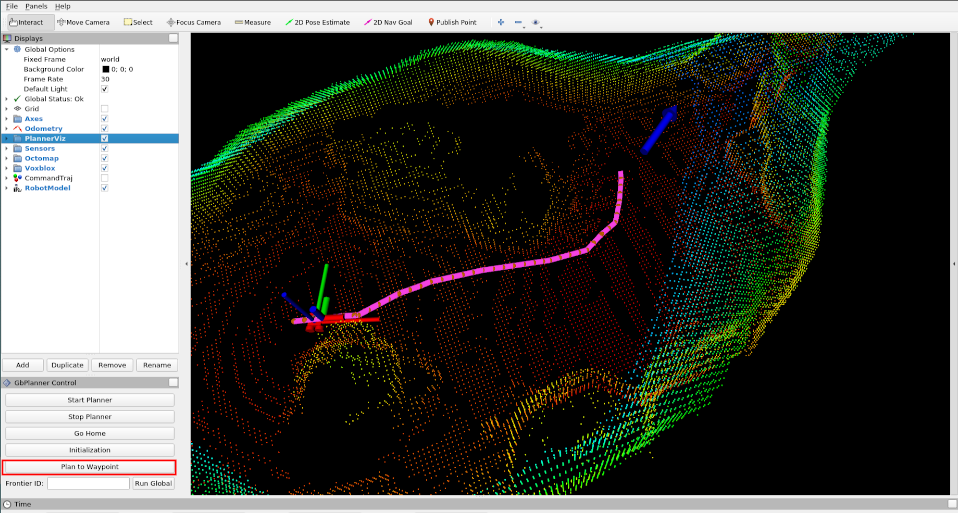 File Panels Help
Interact Move Camera Select Focus Camera Measure 2D Pose Estimate 2D Nav Goal Publish Point
Displays
Global Options
Fixed Frame world
Background Color 0; 0; 0
Frame Rate 30
Default Light
Global Status: Ok
Grid
Axes
Odometry
PlannerViz
Sensors
Octomap
Voxblox
CommandTraj
RobotModel
Add Duplicate Remove Rename
GbPlanner Control
Start Planner
Stop Planner
Go Home
Initialization
Plan to Waypoint
Frontier ID: Run Global
Time